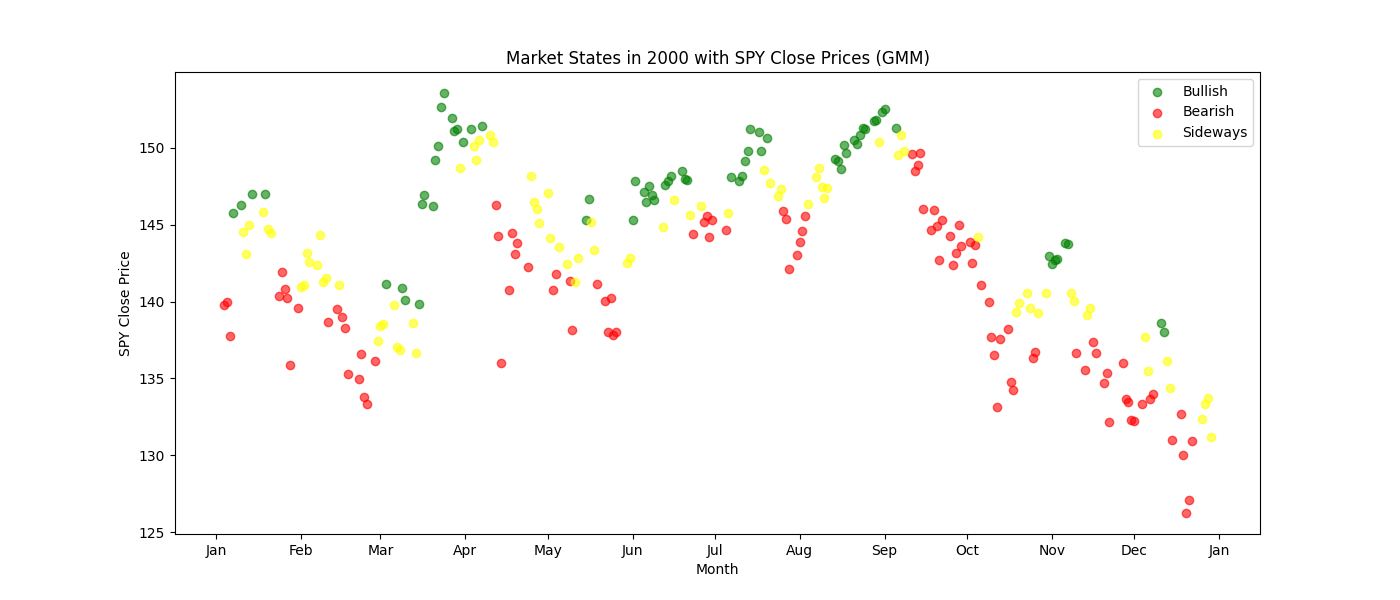 Market States in 2000 with SPY Close Prices (GMM)
Bullish
Bearish
Sideways
SPY Close Price
150
145
140
135
130
125
Jan Feb Mar Apr May Jun Jul Aug Sep Oct Nov Dec Jan
Month